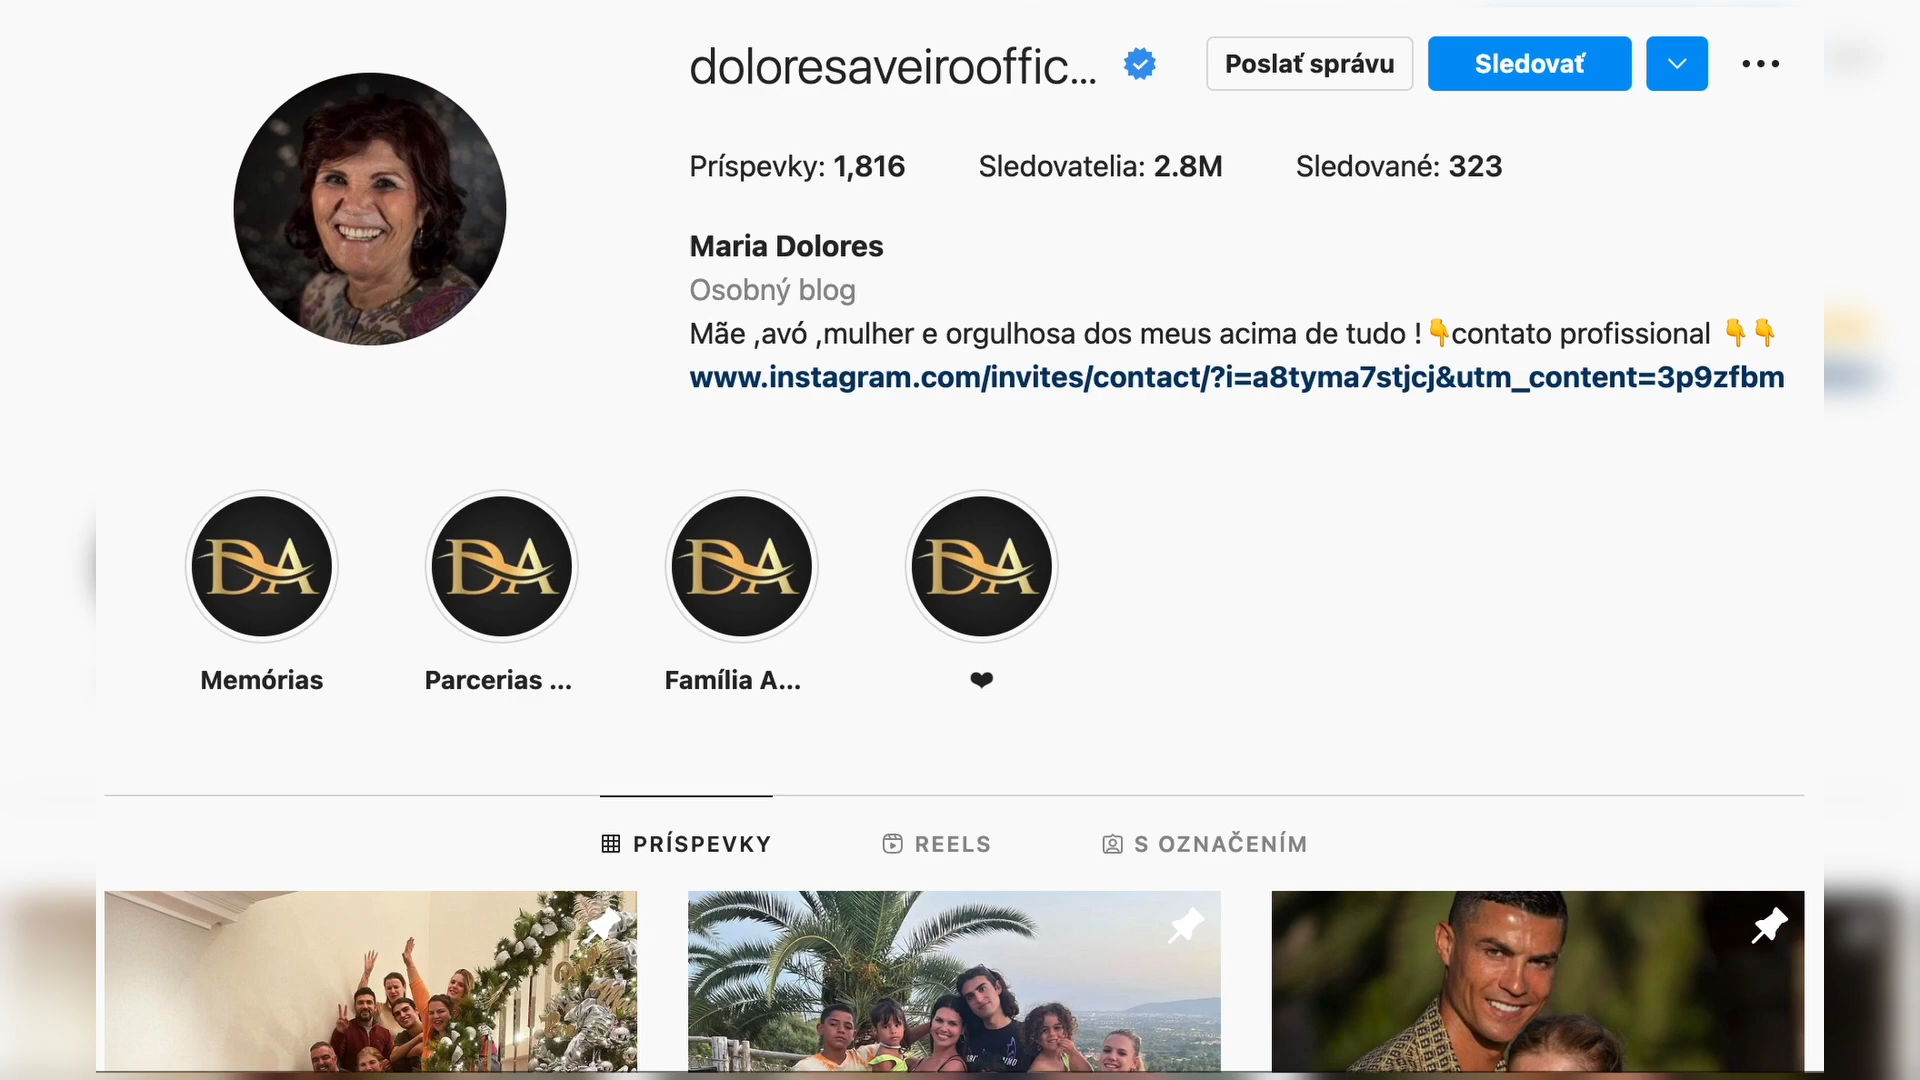 doloresaveirooffic...
Poslať správu
Sledovať
Príspevky: 1,816
Sledovatelia: 2.8M
Sledované: 323
Maria Dolores
Osobný blog
Mãe ,avó ,mulher e orgulhosa dos meus acima de tudo !👇contato profissional 👇👇
www.instagram.com/invites/contact/?i=a8tyma7stjcj&utm_content=3p9zfbm
DA
DA
DA
DA
Memórias
Parcerias ...
Família A...
❤
PRÍSPEVKY
REELS
S OZNAČENÍM